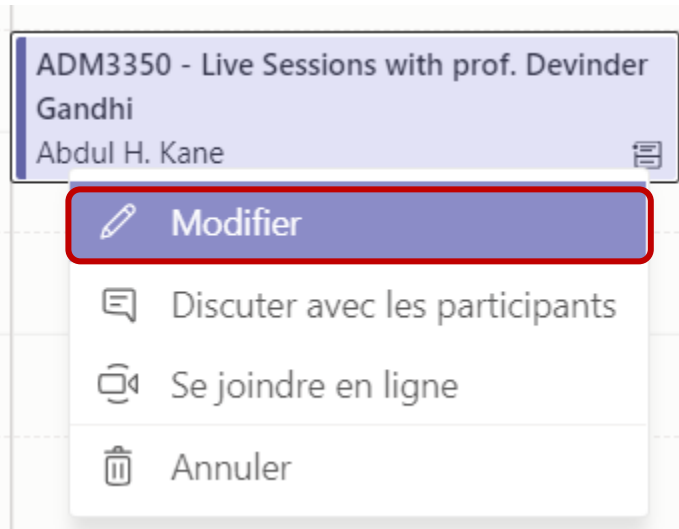 ADM3350 - Live Sessions with prof. Devinder
Gandhi
Abdul H. Kane
Modifier
Discuter avec les participants
Se joindre en ligne
Annuler